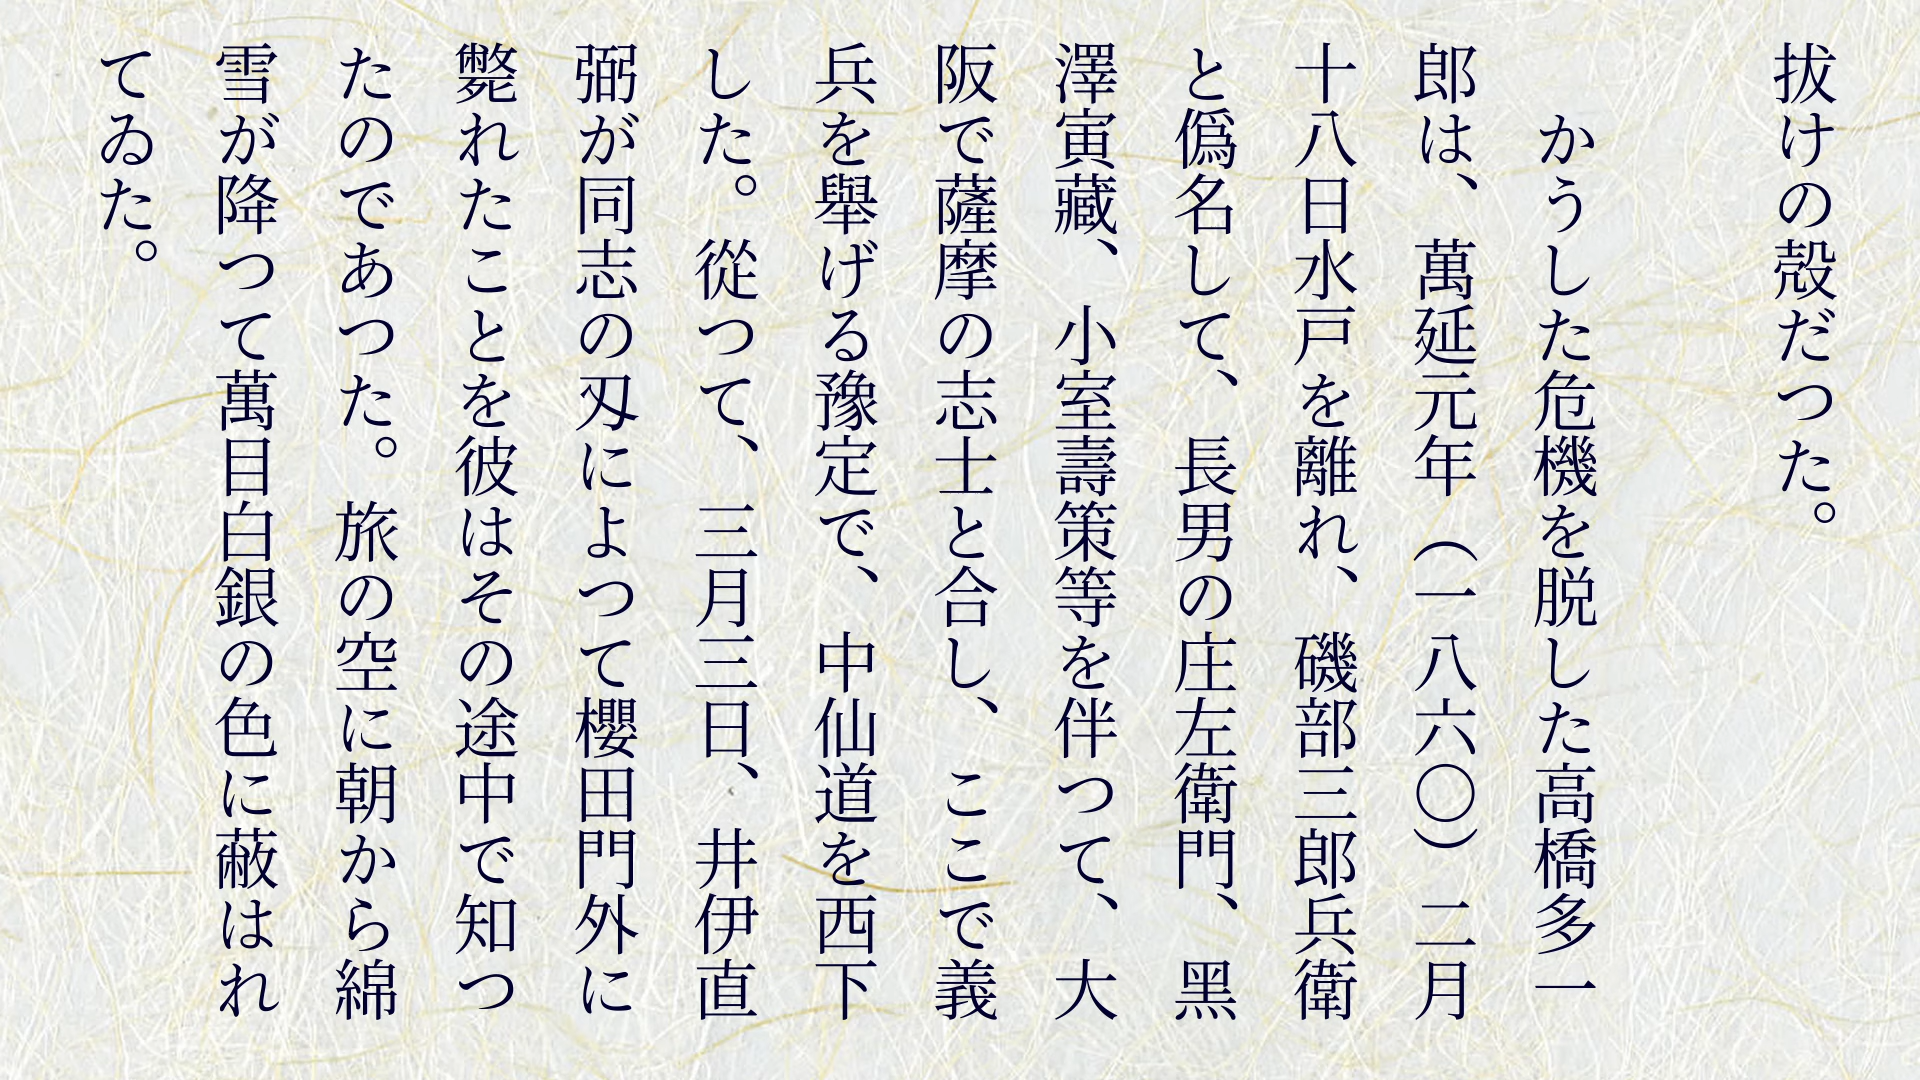 拔けの殻だつた。
かうした危機を脱した高橋多一
郎は、萬延元年（一八六〇）二月
十八日水戸を離れ、磯部三郎兵衛
と僞名して、長男の庄左衛門、黑
澤寅藏、小室壽策等を伴つて、大
阪で薩摩の志士と合し、ここで義
兵を舉げる豫定で、中仙道を西下
した。從つて、三月三日、井伊直
弼が同志の刄によつて櫻田門外に
斃れたことを彼はその途中で知つ
たのであつた。旅の空に朝から綿
雪が降つて萬目白銀の色に蔽はれ
てゐた。